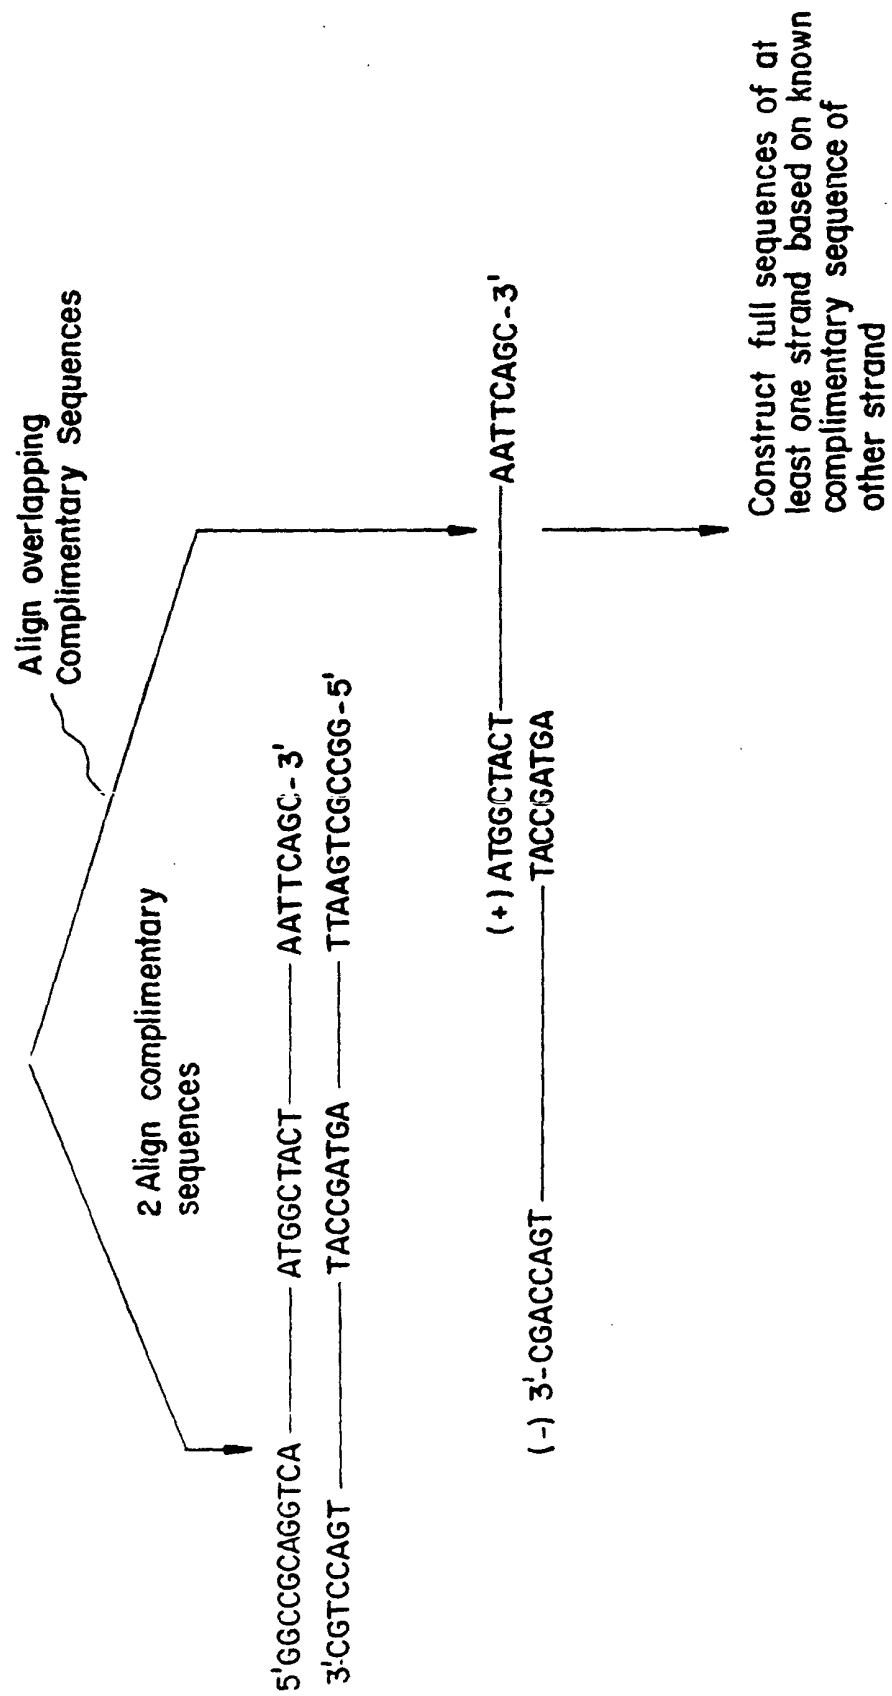 Align overlapping
Complimentary Sequences
2 Align complimentary
sequences
5'GGCCGCAGGTCA ATGGCTACT AATTCAGC-3'
3'-CGTCCAGT TACCGATGA TTAAGTCGCCGG-5'
(+) ATGGCTACT AATTCAGC-3'
(-) 3'-CGACCAGT TACCGATGA
Construct full sequences of at
least one strand based on known
complimentary sequence of
other strand